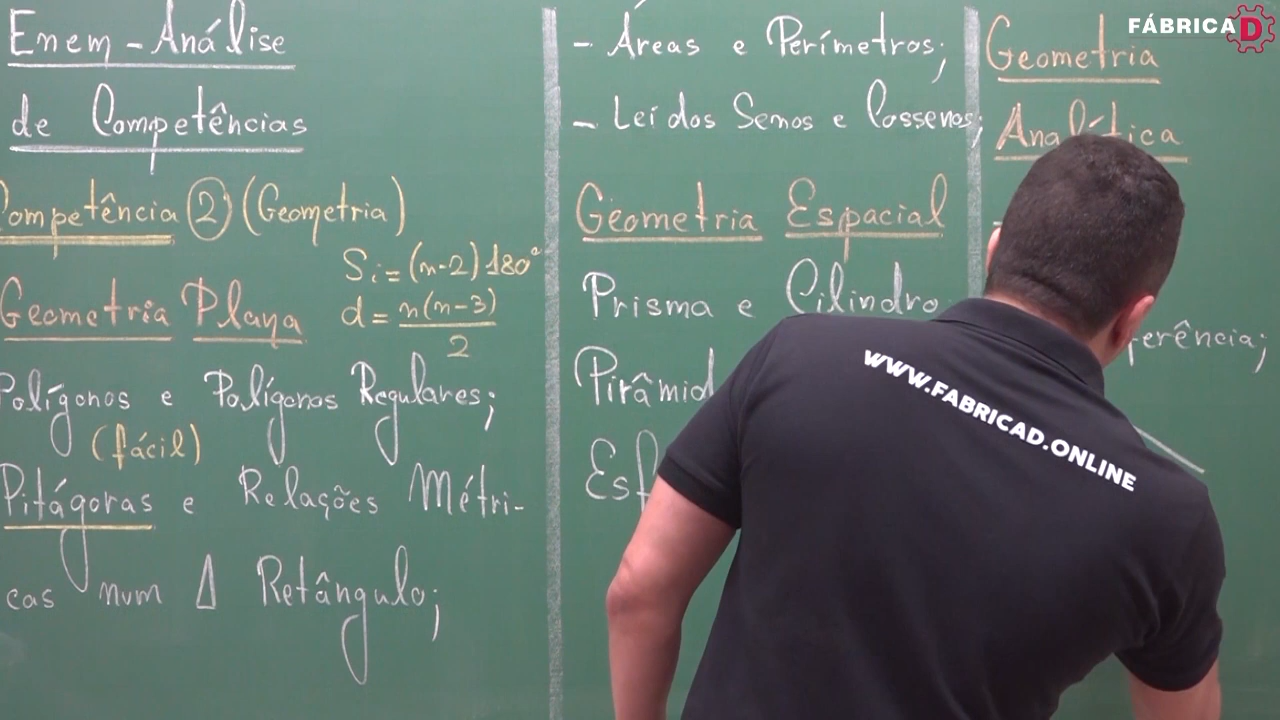 Enem - Análise
de Competências
Competência 2 (Geometria)
Si = (n-2) 180°
Geometria Plana
d = n(n-3)
2
Polígonos e Polígonos Regulares;
(fácil)
Pitágoras e Relações Métri-
cas num Δ Retângulo;
- Áreas e Perímetros;
- Lei dos Senos e Cossenos;
Geometria Espacial
Prisma e Cilindro
Pirâmid
Esf
FÁBRICA D
Geometria
Analítica
erência;
WWW.FABRICAD.ONLINE